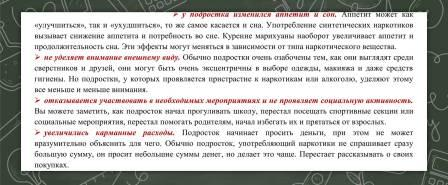 ➢ у подростка изменился аппетит и сон. Аппетит может как
«улучшиться», так и «ухудшиться», то же самое касается и сна. Употребление синтетических наркотиков
вызывает снижение аппетита и потребность во сне. Курение марихуаны наоборот увеличивает аппетит и
продолжительность сна. Эти эффекты могут меняться в зависимости от типа наркотического вещества.
➢ не уделяет внимание внешнему виду. Обычно подростки очень озабочены тем, как они выглядят среди
сверстников и друзей, они могут быть очень эксцентричны в выборе одежды, макияжа и даже средств
гигиены. Но подростки, у которых проявляется пристрастие к наркотикам или алкоголю, уделяют этому
все меньше и меньше внимания.
➢ отказывается участвовать в необходимых мероприятиях и не проявляет социальную активность.
Вы можете заметить, как подросток начал прогуливать школу, перестал посещать спортивные секции или
социальные мероприятия, перестал помогать родителям, начал избегать их и прятаться от взрослых.
➢ увеличились карманные расходы. Подросток начинает просить деньги, при этом не может
вразумительно объяснить для чего. Обычно подросток, употребляющий наркотики не спрашивает сразу
большую сумму, он просит небольшие суммы денег, но делает это чаще. Перестает рассказывать о своих
покупках.